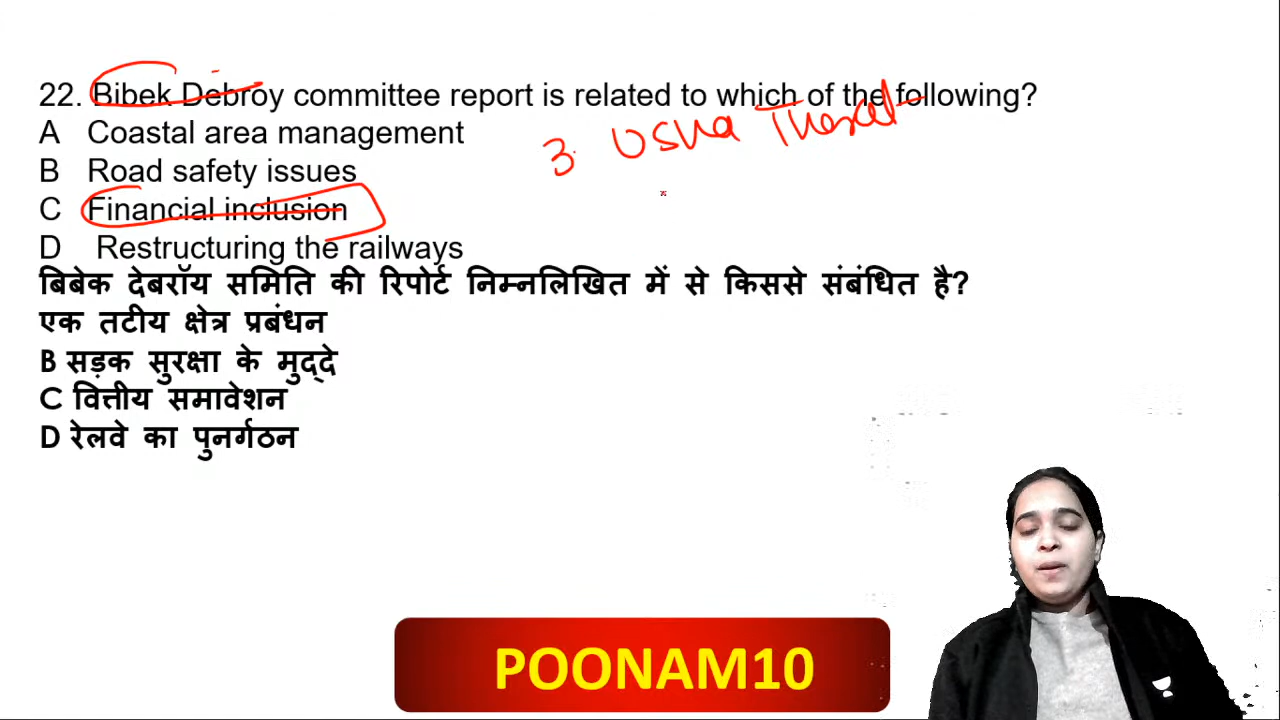 22. Bibek Debroy committee report is related to which of the following?
A Coastal area management
3. Usha Thorat
B Road safety issues
C Financial inclusion
D Restructuring the railways
बिबेक देबरॉय समिति की रिपोर्ट निम्नलिखित में से किससे संबंधित है?
एक तटीय क्षेत्र प्रबंधन
B सड़क सुरक्षा के मुद्दे
C वित्तीय समावेशन
D रेलवे का पुनर्गठन
POONAM10